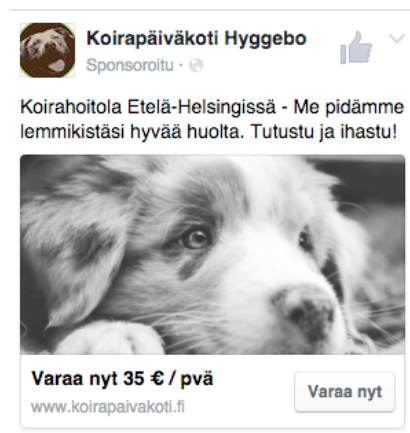 Koirapäiväkoti Hyggebo
Sponsoroitu ·
Koirahoitola Etelä-Helsingissä - Me pidämme
lemmikistäsi hyvää huolta. Tutustu ja ihastu!
Varaa nyt 35 € / pvä
www.koirapaivakoti.fi
Varaa nyt